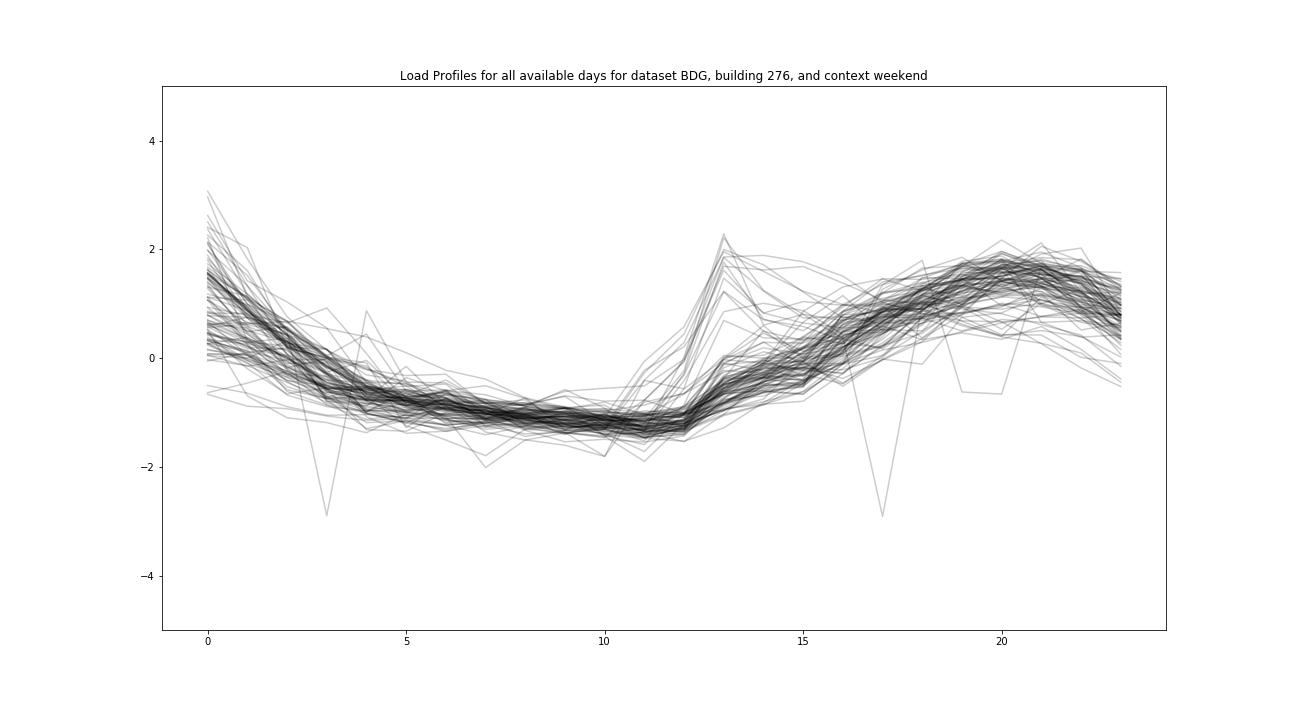 Load Profiles for all available days for dataset BDG, building 276, and context weekend
4
2
0
−2
−4
0 5 10 15 20